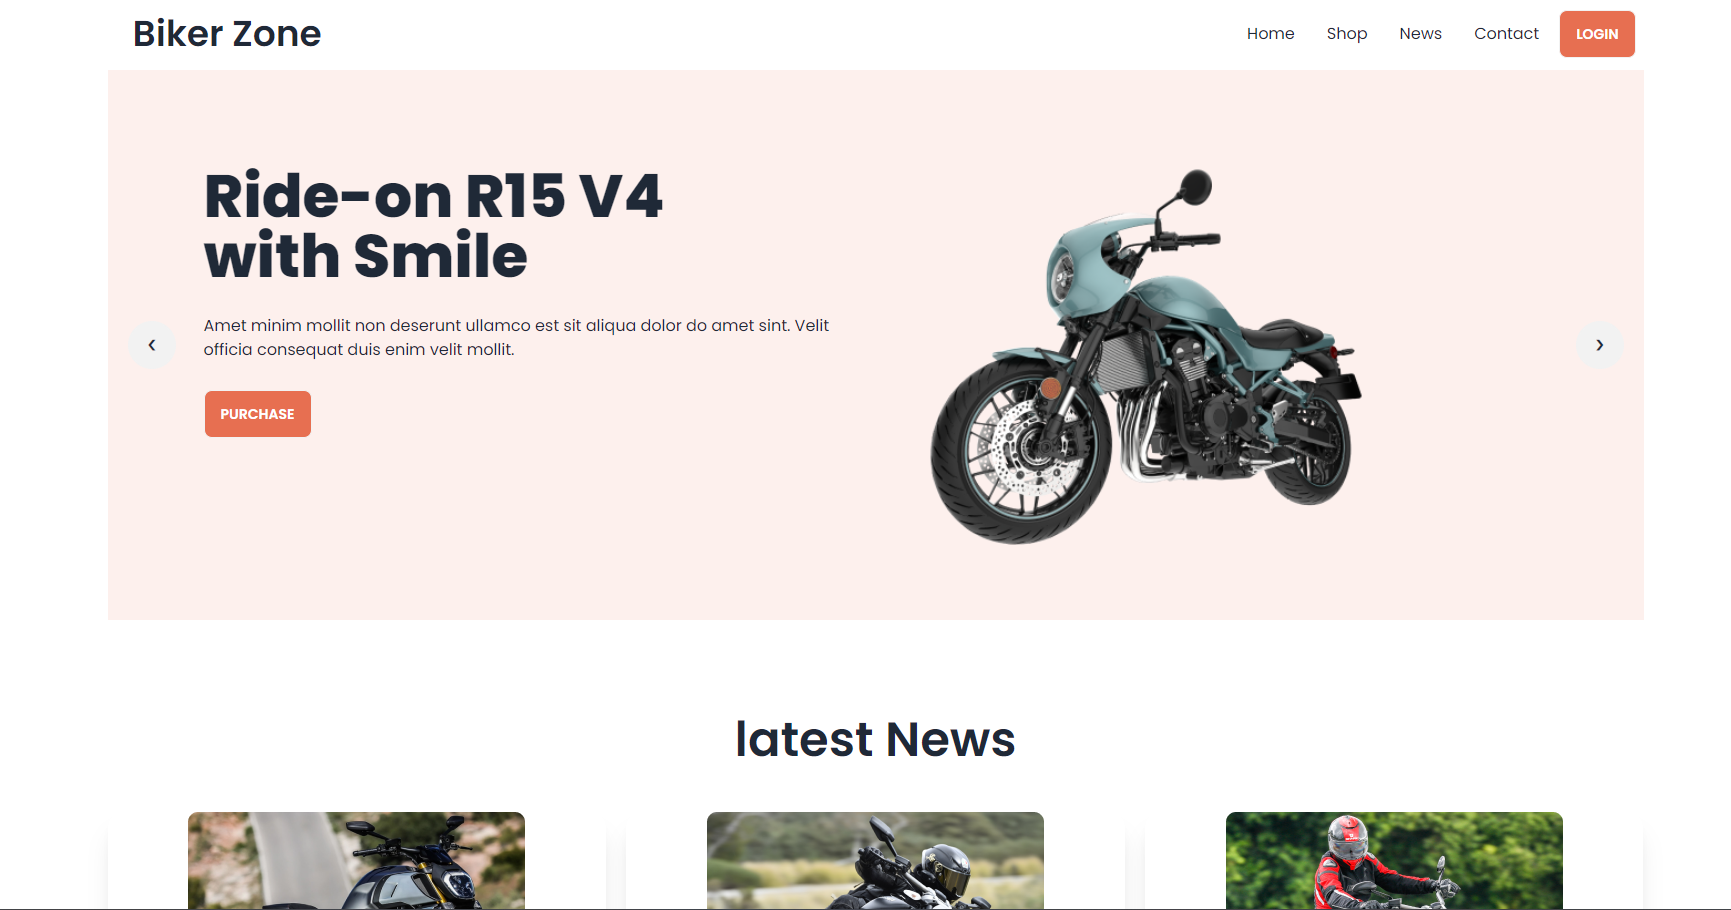 Biker Zone
Home
Shop
News
Contact
LOGIN
Ride-on R15 V4
with Smile
Amet minim mollit non deserunt ullamco est sit aliqua dolor do amet sint. Velit
officia consequat duis enim velit mollit.
PURCHASE
latest News